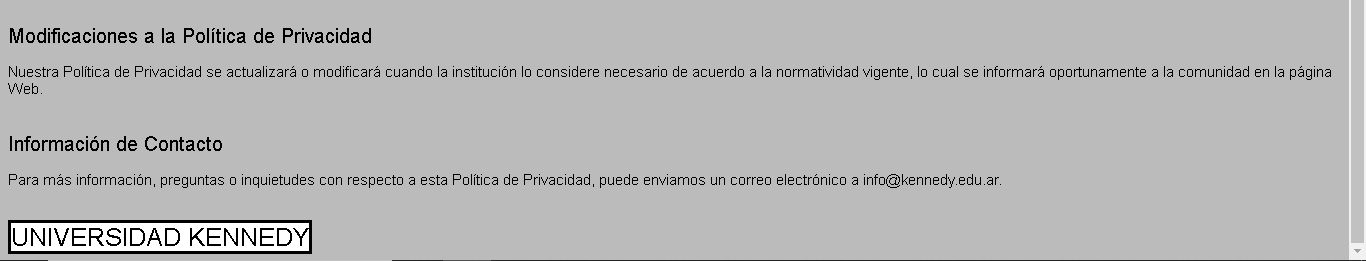 Modificaciones a la Política de Privacidad
Nuestra Política de Privacidad se actualizará o modificará cuando la institución lo considere necesario de acuerdo a la normatividad vigente, lo cual se informará oportunamente a la comunidad en la página
Web.
Información de Contacto
Para más información, preguntas o inquietudes con respecto a esta Política de Privacidad, puede enviarnos un correo electrónico a info@kennedy.edu.ar.
UNIVERSIDAD KENNEDY